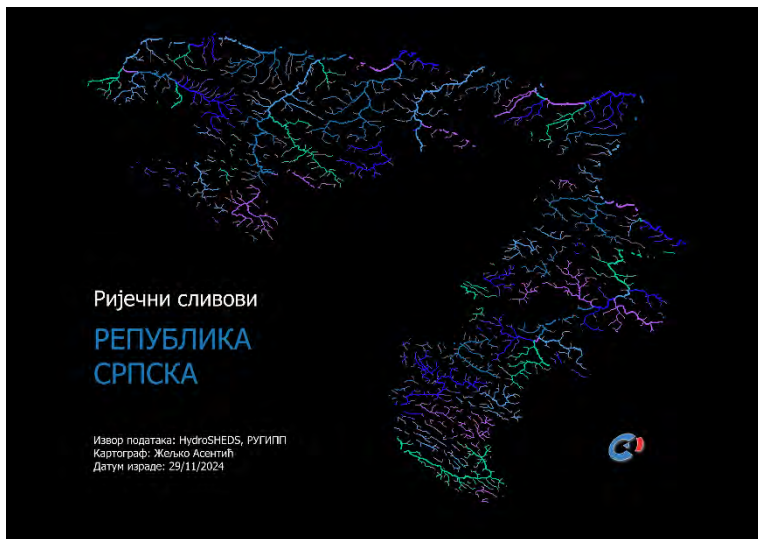 Ријечни сливови
РЕПУБЛИКА
СРПСКА
Извор података: HydroSHEDS, РУГИПП
Картограф: Жељко Асентић
Датум израде: 29/11/2024